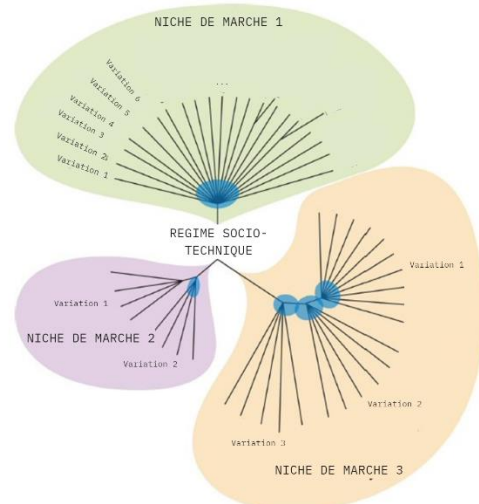 NICHE DE MARCHE 1
Variation 6
Variation 5
Variation 4
Variation 3
Variation 2
Variation 1
...
REGIME SOCIO-
TECHNIQUE
Variation 1
NICHE DE MARCHE 2
Variation 2
Variation 1
Variation 2
Variation 3
NICHE DE MARCHE 3